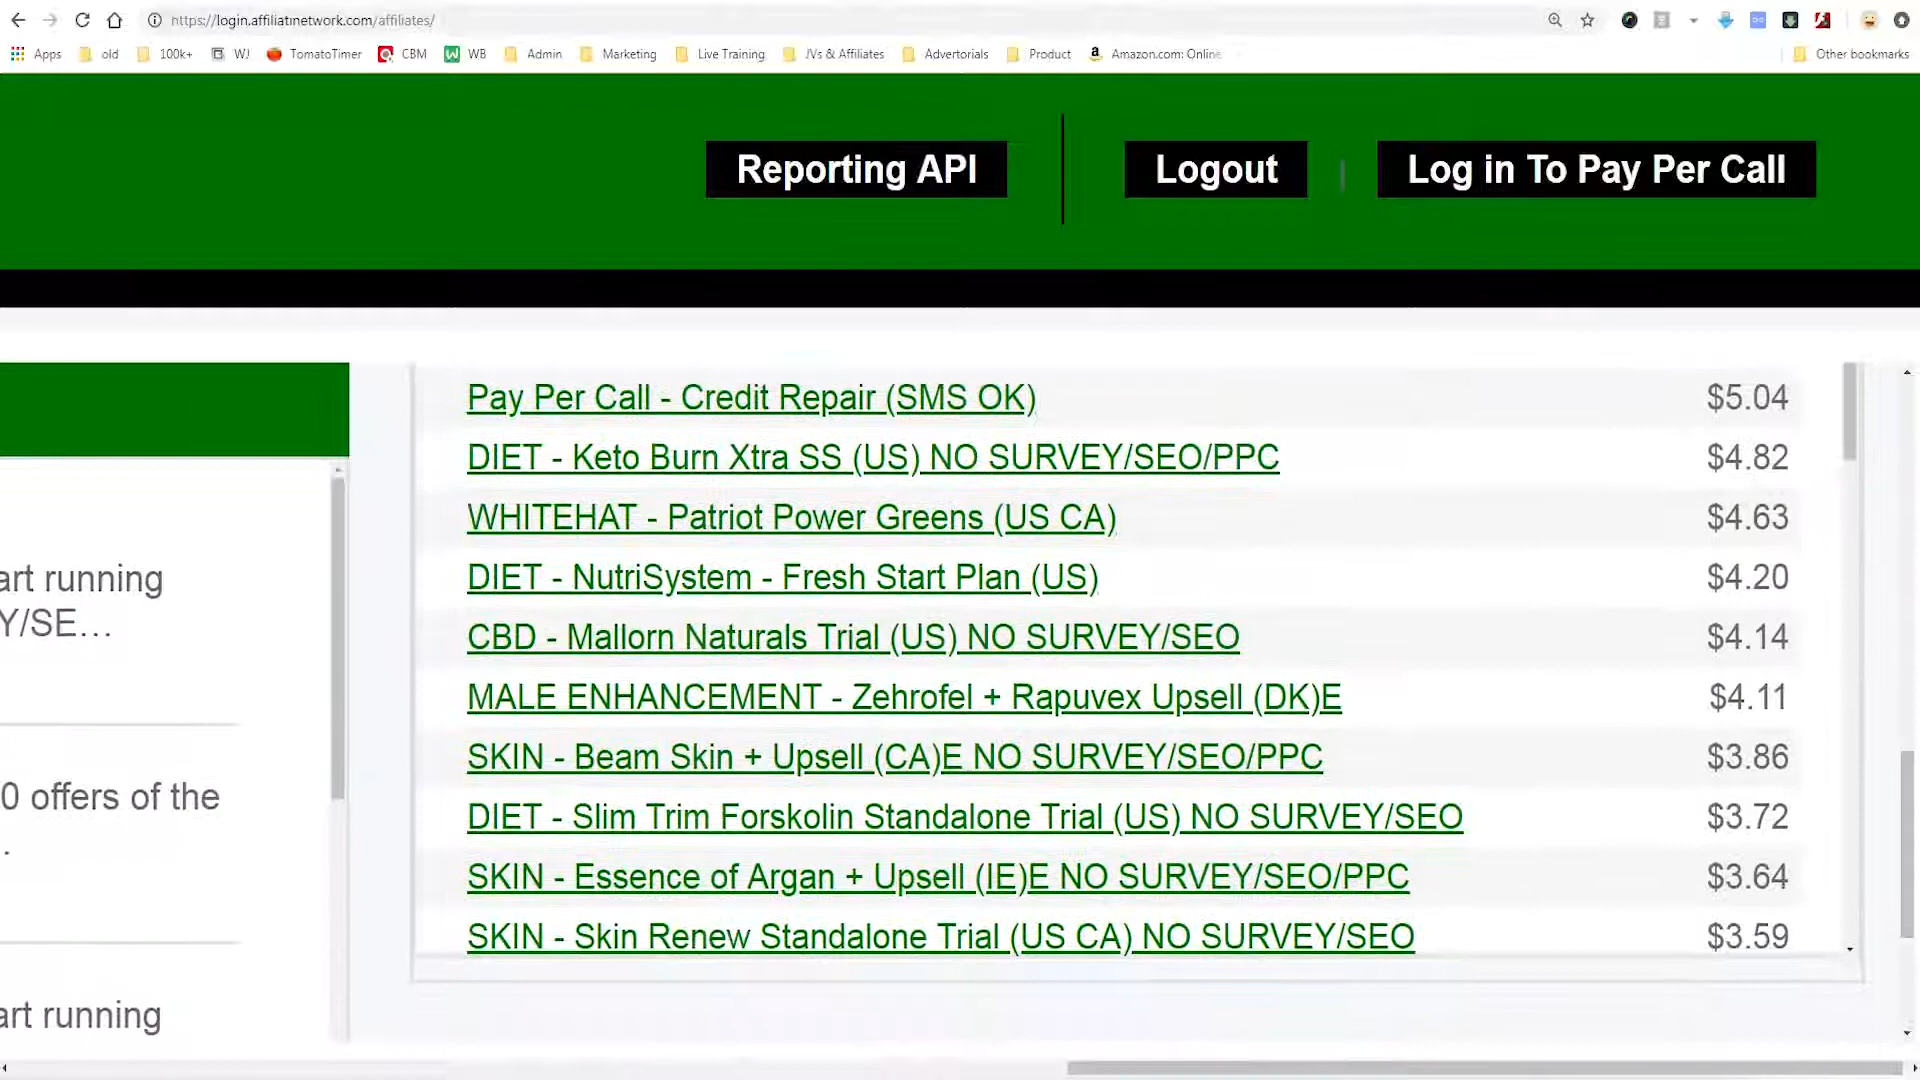 https://login.affiliatinetwork.com/affiliates/
Apps old 100k+ WJ TomatoTimer CBM WB Admin Marketing Live Training JVs & Affiliates Advertorials Product Amazon.com: Online Other bookmarks
Reporting API Logout | Log in To Pay Per Call
Pay Per Call - Credit Repair (SMS OK) $5.04
DIET - Keto Burn Xtra SS (US) NO SURVEY/SEO/PPC $4.82
WHITEHAT - Patriot Power Greens (US CA) $4.63
DIET - NutriSystem - Fresh Start Plan (US) $4.20
CBD - Mallorn Naturals Trial (US) NO SURVEY/SEO $4.14
MALE ENHANCEMENT - Zehrofel + Rapuvex Upsell (DK)E $4.11
SKIN - Beam Skin + Upsell (CA)E NO SURVEY/SEO/PPC $3.86
DIET - Slim Trim Forskolin Standalone Trial (US) NO SURVEY/SEO $3.72
SKIN - Essence of Argan + Upsell (IE)E NO SURVEY/SEO/PPC $3.64
SKIN - Skin Renew Standalone Trial (US CA) NO SURVEY/SEO $3.59
art running
Y/SE...
0 offers of the
.
art running